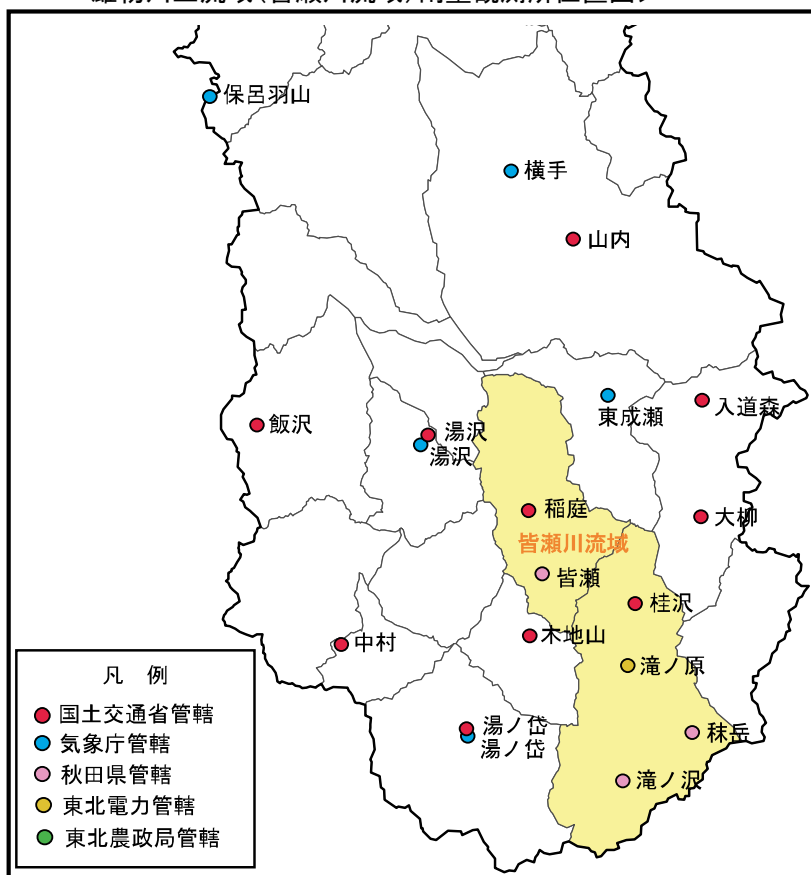 保呂羽山
横手
山内
東成瀬
入道森
飯沢
湯沢
湯沢
稲庭
大柳
皆瀬川流域
皆瀬
桂沢
中村
木地山
滝ノ原
湯ノ岱
湯ノ岱
秣岳
滝ノ沢
凡 例
国土交通省管轄
気象庁管轄
秋田県管轄
東北電力管轄
東北農政局管轄